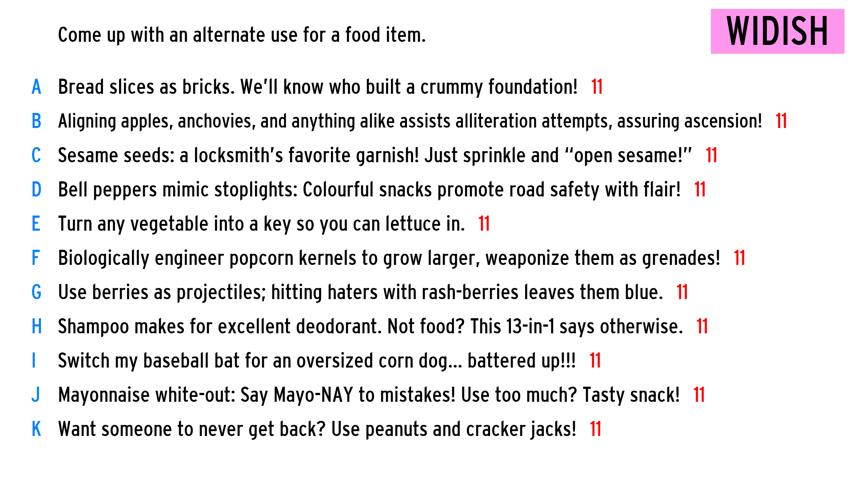 Come up with an alternate use for a food item.
WIDISH
A Bread slices as bricks. We'll know who built a crummy foundation! 11
B Aligning apples, anchovies, and anything alike assists alliteration attempts, assuring ascension! 11
C Sesame seeds: a locksmith's favorite garnish! Just sprinkle and “open sesame!” 11
D Bell peppers mimic stoplights: Colourful snacks promote road safety with flair! 11
E Turn any vegetable into a key so you can lettuce in. 11
F Biologically engineer popcorn kernels to grow larger, weaponize them as grenades! 11
G Use berries as projectiles; hitting haters with rash-berries leaves them blue. 11
H Shampoo makes for excellent deodorant. Not food? This 13-in-1 says otherwise. 11
I Switch my baseball bat for an oversized corn dog... battered up!!! 11
J Mayonnaise white-out: Say Mayo-NAY to mistakes! Use too much? Tasty snack! 11
K Want someone to never get back? Use peanuts and cracker jacks! 11